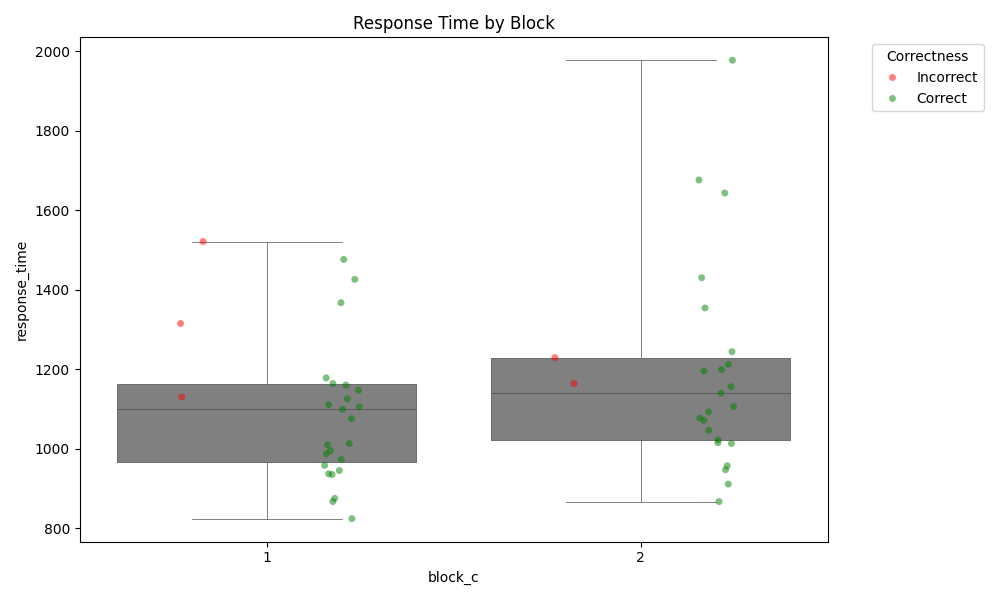 Response Time by Block
Correctness
Incorrect
Correct
2000
1800
1600
1400
1200
1000
800
response_time
1
2
block_c